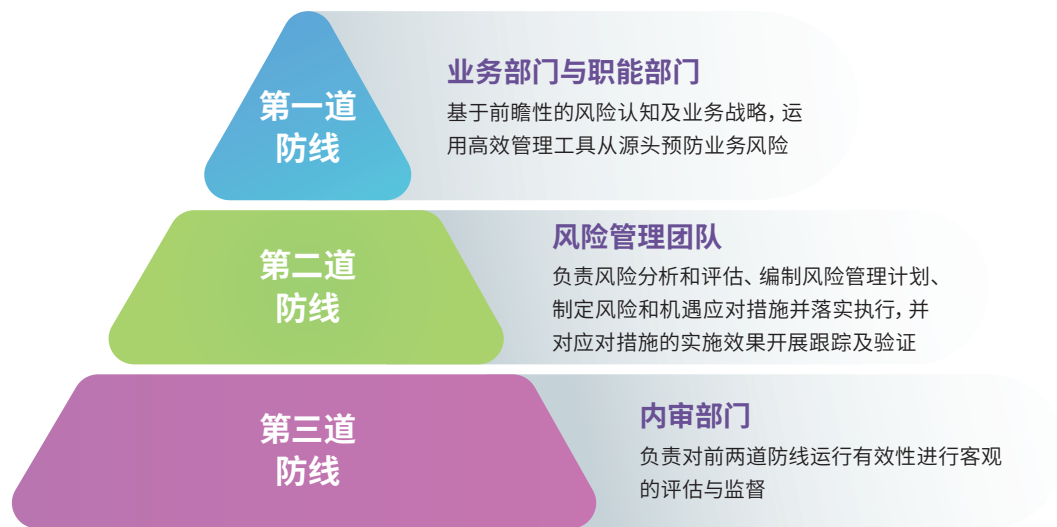 第一道
防线
业务部门与职能部门
基于前瞻性的风险认知及业务战略，运
用高效管理工具从源头预防业务风险
第二道
防线
风险管理团队
负责风险分析和评估、编制风险管理计划、
制定风险和机遇应对措施并落实执行，并
对应对措施的实施效果开展跟踪及验证
第三道
防线
内审部门
负责对前两道防线运行有效性进行客观
的评估与监督